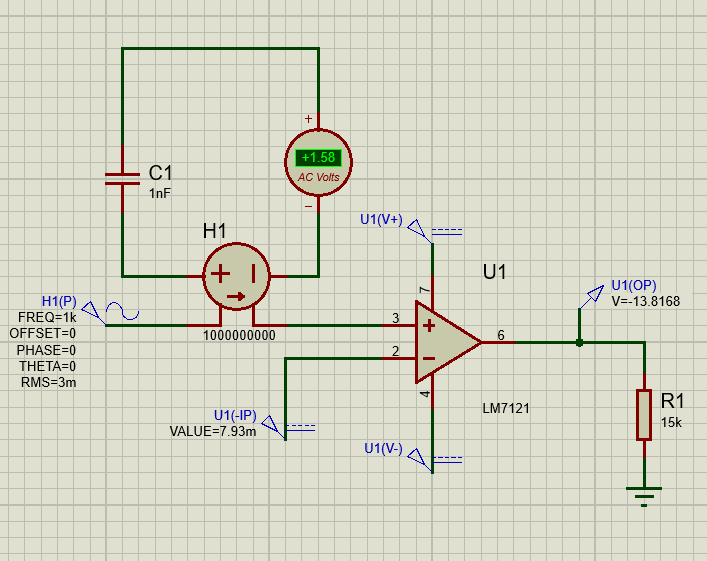 +
+1.58
AC Volts
−
C1
1nF
H1
+
1000000000
H1(P)
FREQ=1k
OFFSET=0
PHASE=0
THETA=0
RMS=3m
U1(V+)
U1
7
3
2
4
6
+
−
LM7121
U1(-IP)
VALUE=7.93m
U1(V-)
U1(OP)
V=-13.8168
R1
15k